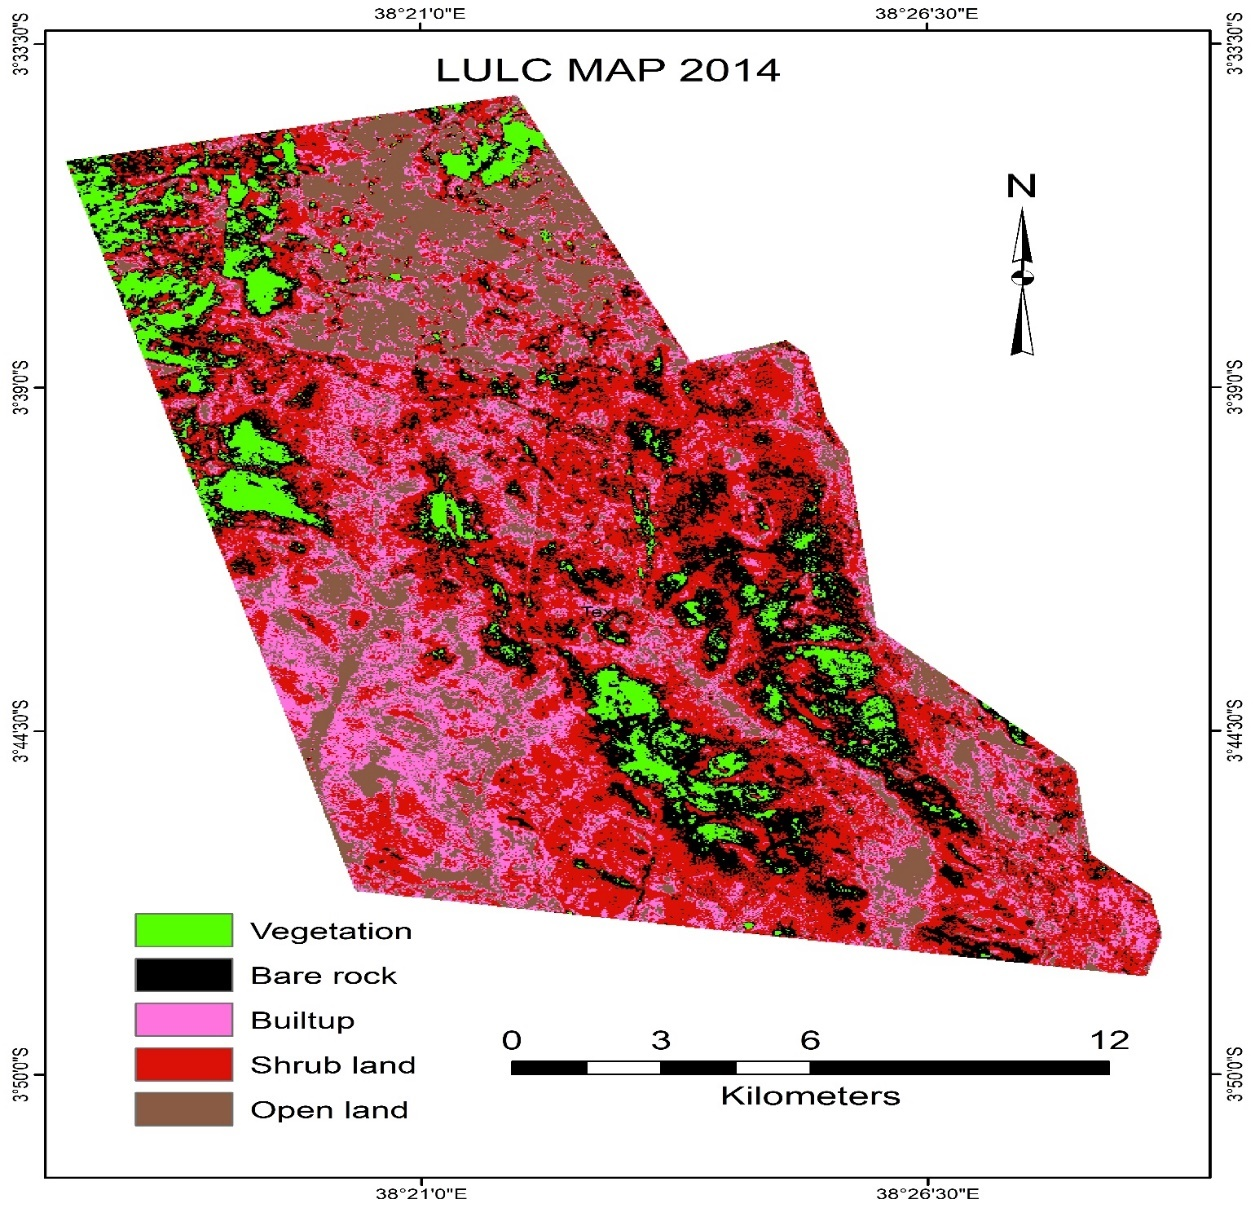 38°21'0"E 38°26'30"E
3°33'30"S 3°33'30"S
LULC MAP 2014
N
3°39'0"S 3°39'0"S
Text
3°44'30"S 3°44'30"S
Vegetation
Bare rock
Builtup
Shrub land
Open land
0 3 6 12
Kilometers
3°50'0"S 3°50'0"S
38°21'0"E 38°26'30"E